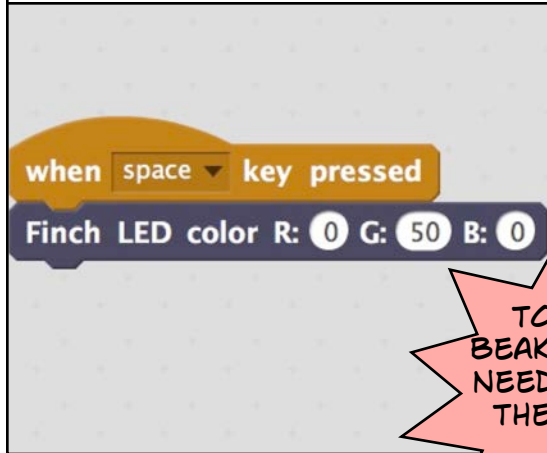 when space key pressed
Finch LED color R: 0 G: 50 B: 0
TO
BEAK
NEED
THE